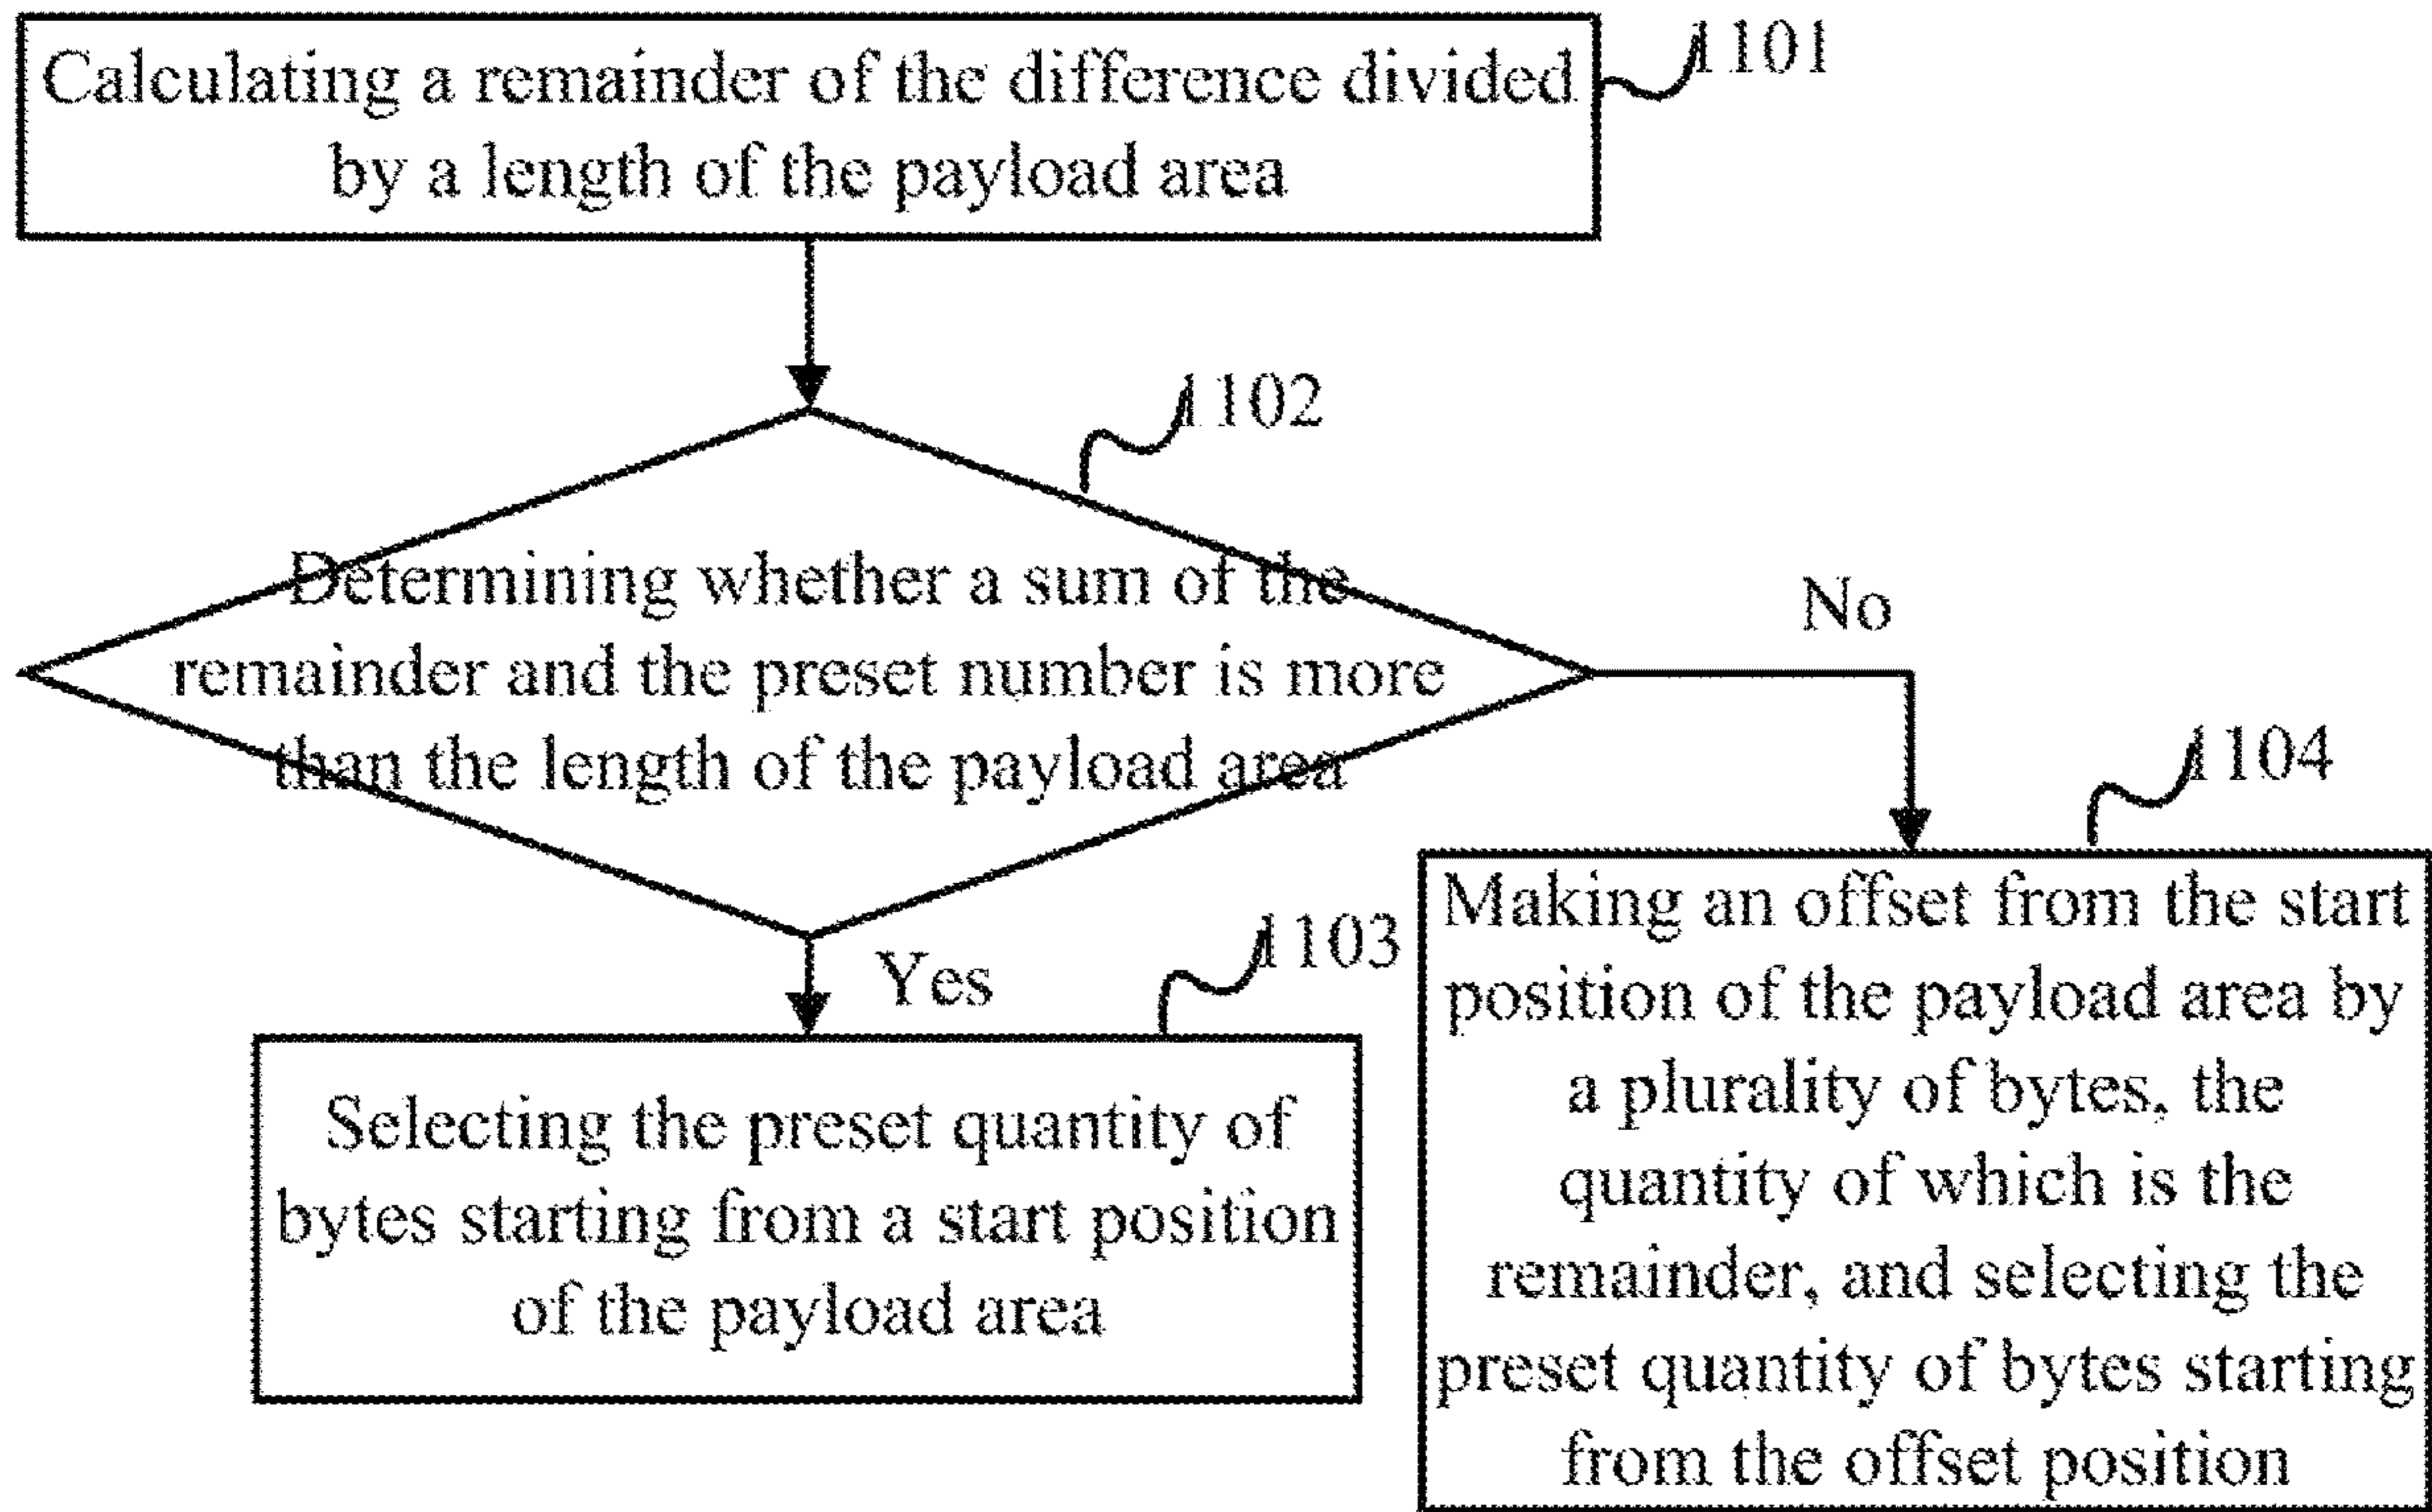 Calculating a remainder of the difference divided
by a length of the payload area
1101
1102
Determining whether a sum of the
remainder and the preset number is more
than the length of the payload area
No
Yes
1103
Selecting the preset quantity of
bytes starting from a start position
of the payload area
1104
Making an offset from the start
position of the payload area by
a plurality of bytes, the
quantity of which is the
remainder, and selecting the
preset quantity of bytes starting
from the offset position